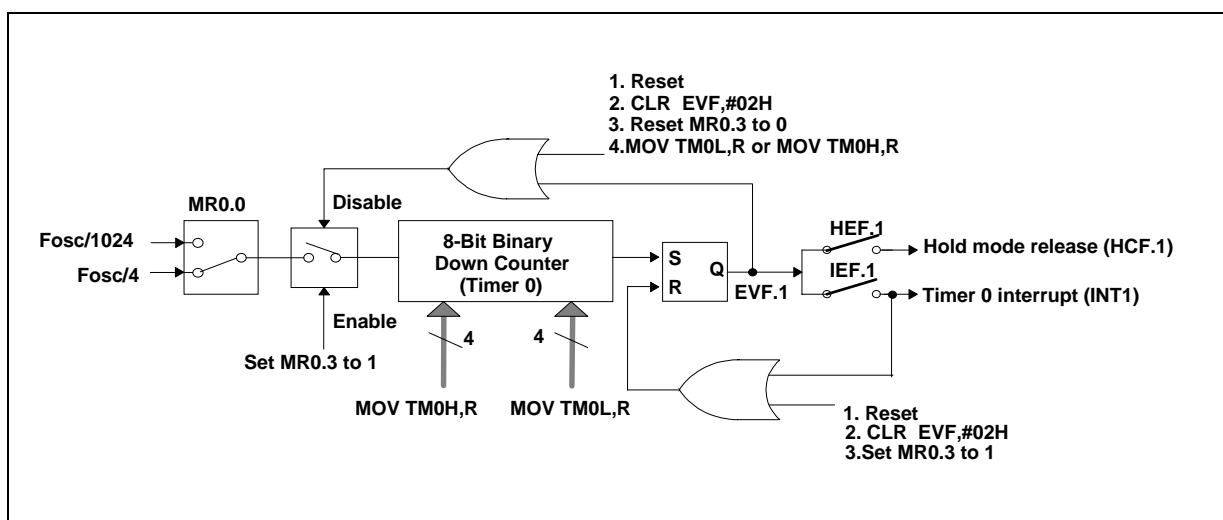 1. Reset
2. CLR EVF,#02H
3. Reset MR0.3 to 0
4.MOV TM0L,R or MOV TM0H,R
MR0.0
Disable
Fosc/1024
Fosc/4
8-Bit Binary
Down Counter
(Timer 0)
S
Q
R
EVF.1
HEF.1
Hold mode release (HCF.1)
IEF.1
Timer 0 interrupt (INT1)
Enable
Set MR0.3 to 1
4
4
MOV TM0H,R
MOV TM0L,R
1. Reset
2. CLR EVF,#02H
3.Set MR0.3 to 1